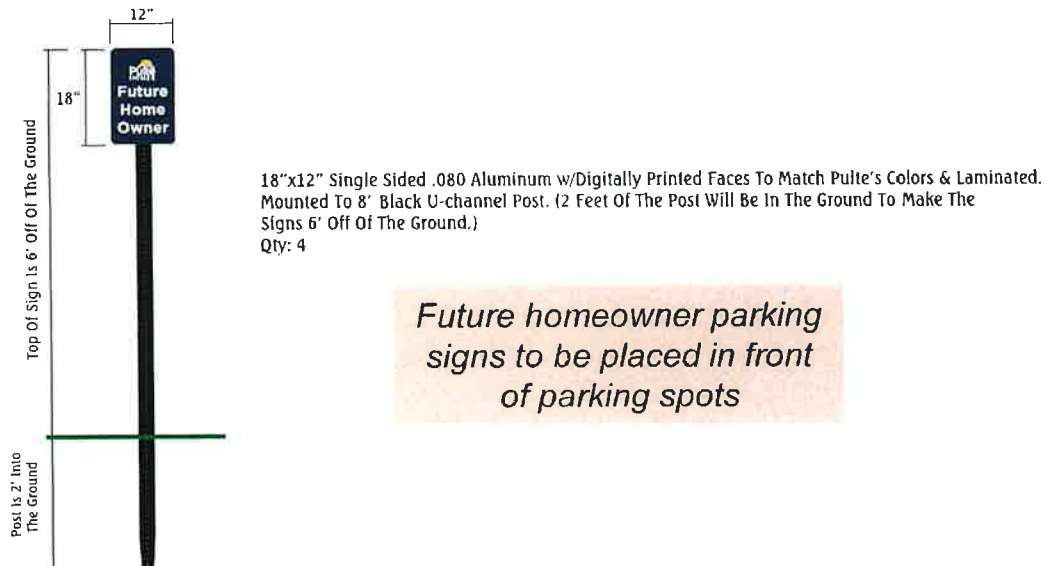 12"
18"
Pulte
Future
Home
Owner
Top Of Sign Is 6' Off Of The Ground
Post Is 2' Into
The Ground
18"x12" Single Sided .080 Aluminum w/Digitally Printed Faces To Match Pulte's Colors & Laminated.
Mounted To 8' Black U-channel Post. (2 Feet Of The Post Will Be In The Ground To Make The
Signs 6' Off Of The Ground.)
Qty: 4
Future homeowner parking
signs to be placed in front
of parking spots